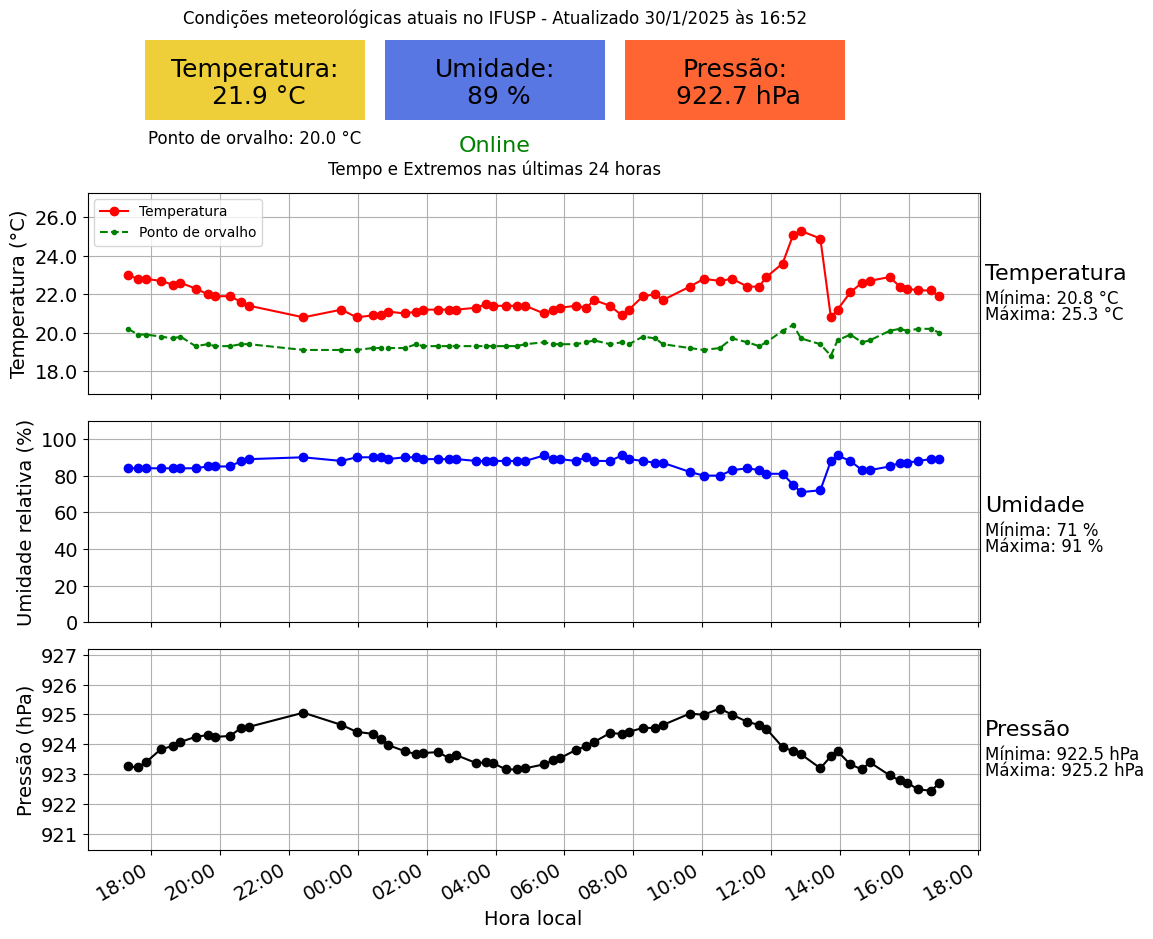 Condições meteorológicas atuais no IFUSP - Atualizado 30/1/2025 às 16:52
Temperatura:
21.9 °C
Umidade:
89 %
Pressão:
922.7 hPa
Ponto de orvalho: 20.0 °C
Online
Tempo e Extremos nas últimas 24 horas
Temperatura (°C)
26.0
24.0
22.0
20.0
18.0
Temperatura
Ponto de orvalho
Temperatura
Mínima: 20.8 °C
Máxima: 25.3 °C
Umidade relativa (%)
100
80
60
40
20
0
Umidade
Mínima: 71 %
Máxima: 91 %
Pressão (hPa)
927
926
925
924
923
922
921
Pressão
Mínima: 922.5 hPa
Máxima: 925.2 hPa
18:00 20:00 22:00 00:00 02:00 04:00 06:00 08:00 10:00 12:00 14:00 16:00 18:00
Hora local